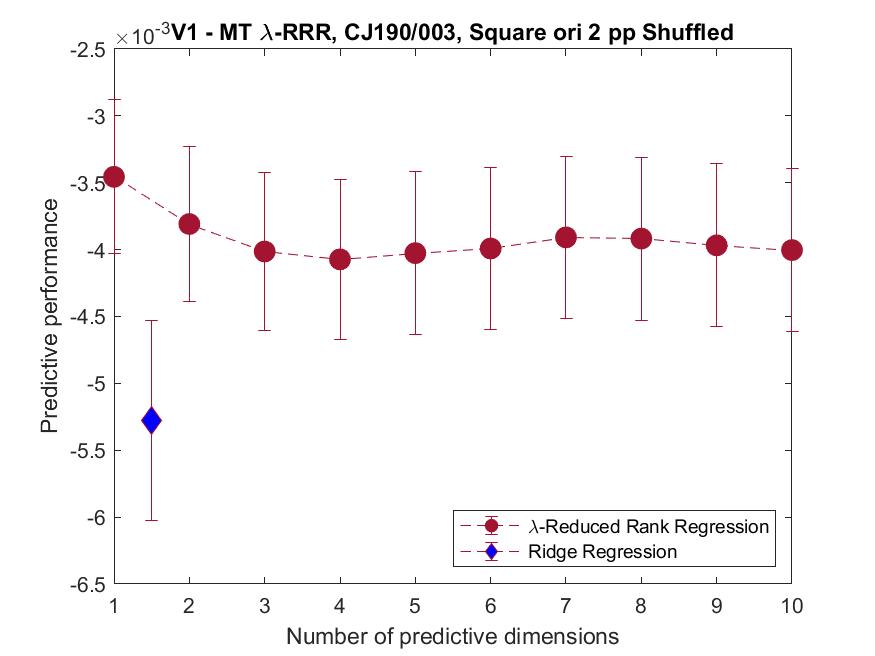 ×10-3
V1 - MT λ-RRR, CJ190/003, Square ori 2 pp Shuffled
-2.5
-3
-3.5
-4
-4.5
-5
-5.5
-6
-6.5
Predictive performance
λ-Reduced Rank Regression
Ridge Regression
1 2 3 4 5 6 7 8 9 10
Number of predictive dimensions